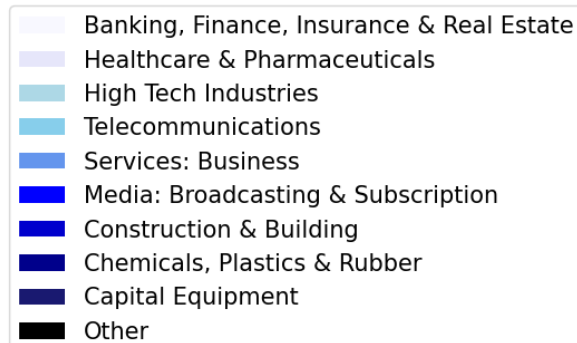 Banking, Finance, Insurance & Real Estate
Healthcare & Pharmaceuticals
High Tech Industries
Telecommunications
Services: Business
Media: Broadcasting & Subscription
Construction & Building
Chemicals, Plastics & Rubber
Capital Equipment
Other